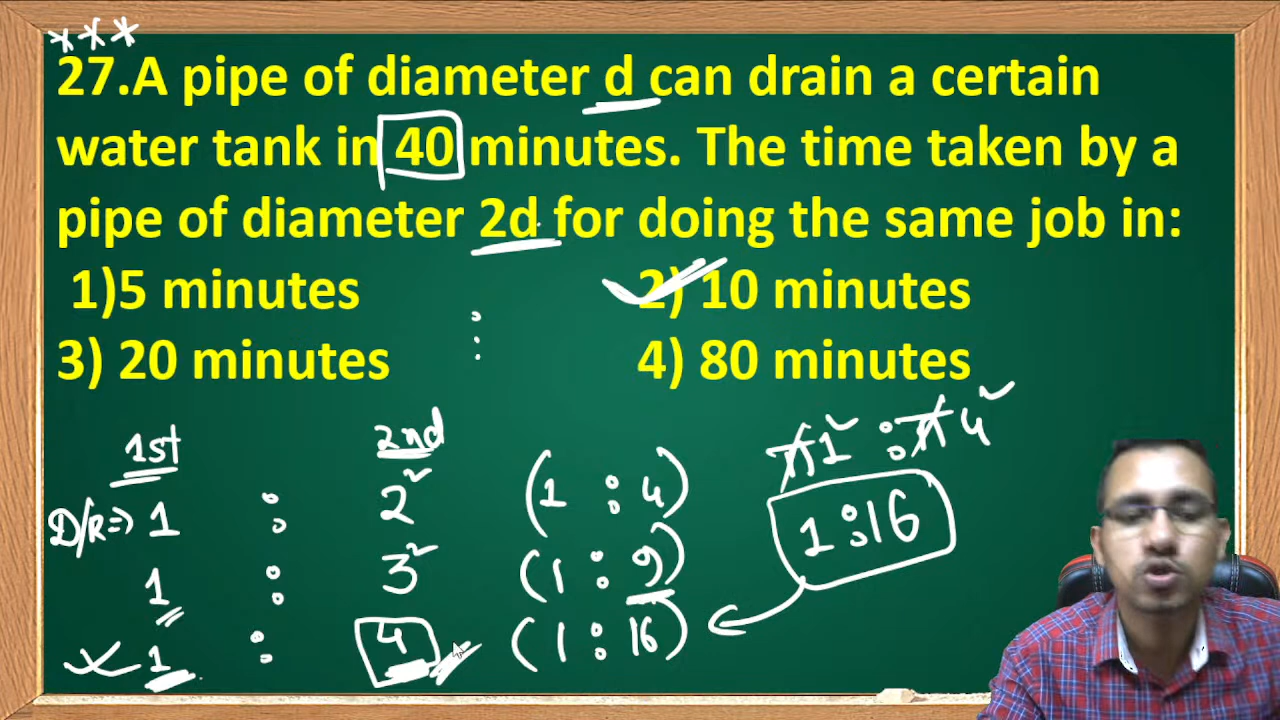 ***
27.A pipe of diameter d can drain a certain
water tank in 40 minutes. The time taken by a
pipe of diameter 2d for doing the same job in:
1)5 minutes 2) 10 minutes
3) 20 minutes : 4) 80 minutes
1st 2nd
D/R⇒ 1 : 2² (1 : 4)
1 : 3² (1 : 9)
1 : 4 (1 : 16)
π1² : π4²
1:16